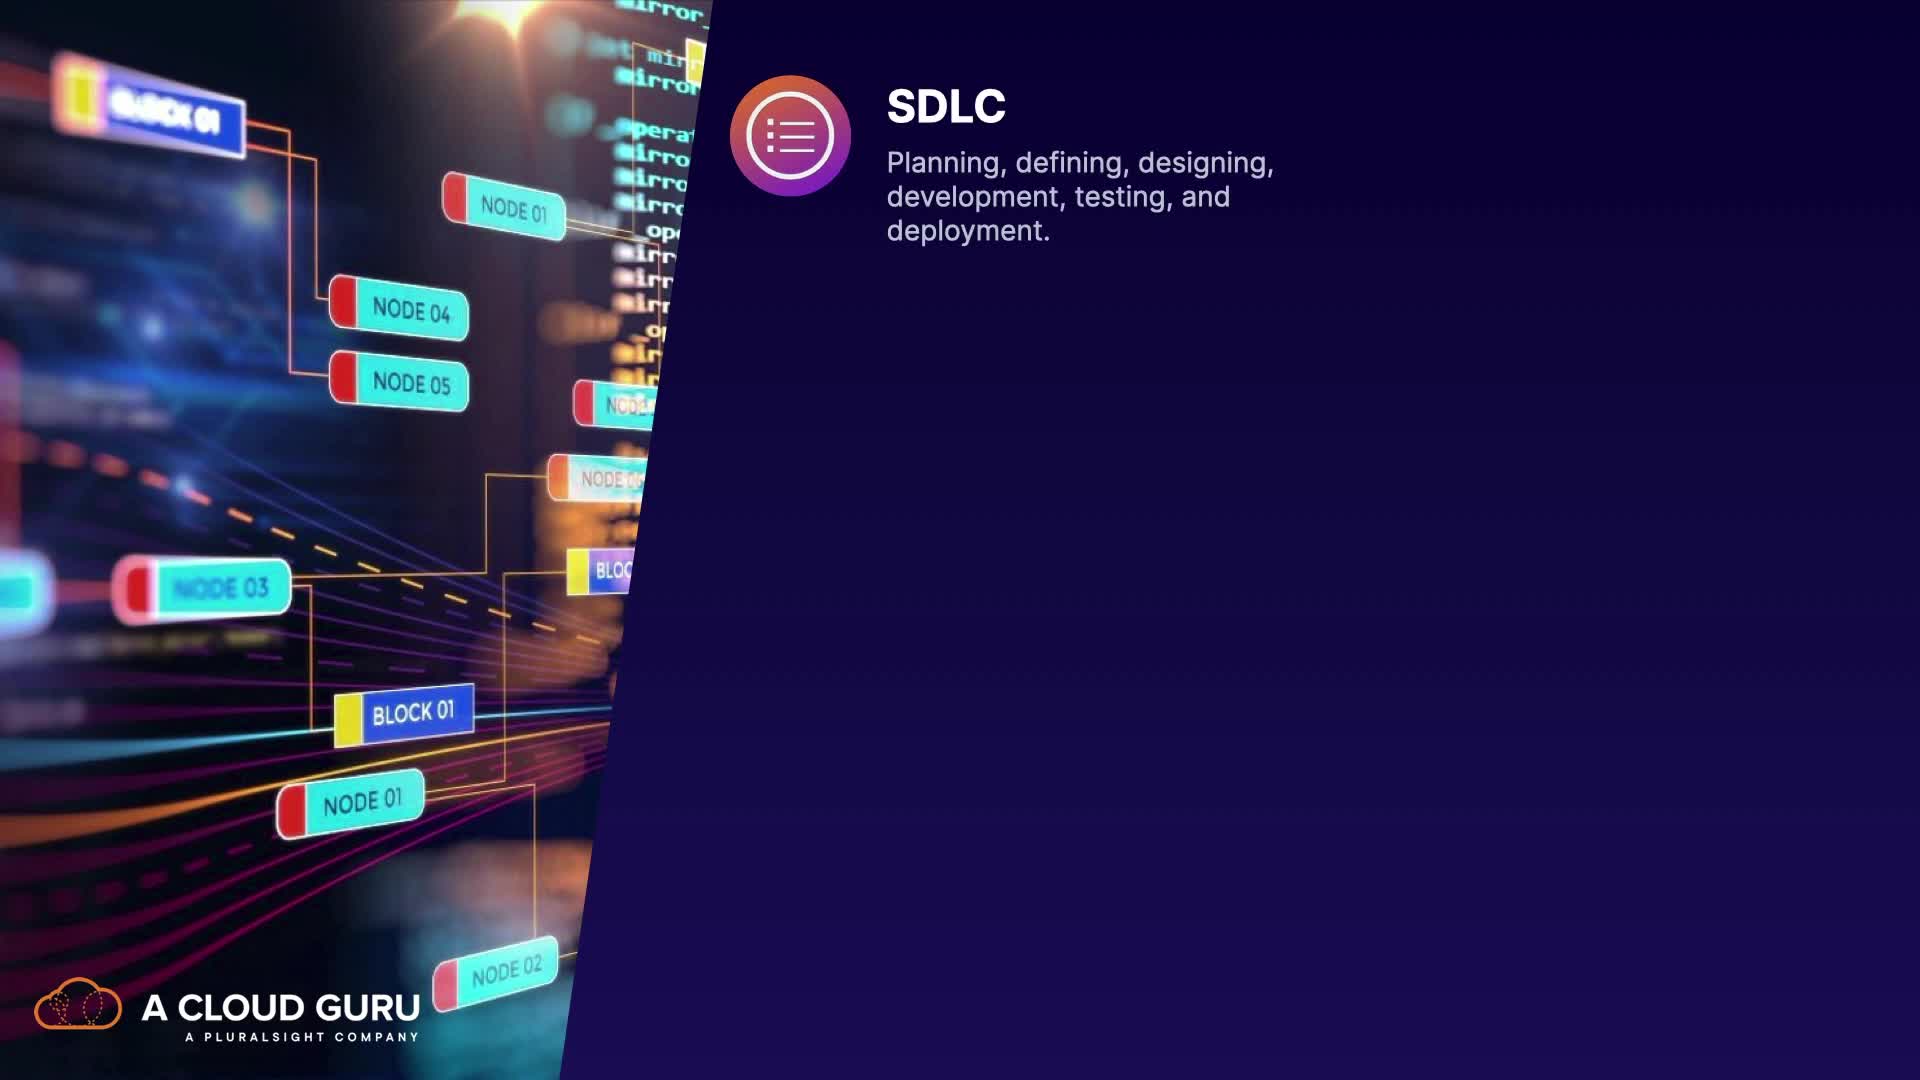 SDLC
Planning, defining, designing,
development, testing, and
deployment.
BLOCK 01
NODE 01
NODE 04
NODE 05
NODE 03
BLOCK 01
NODE 01
NODE 02
A CLOUD GURU
A PLURALSIGHT COMPANY